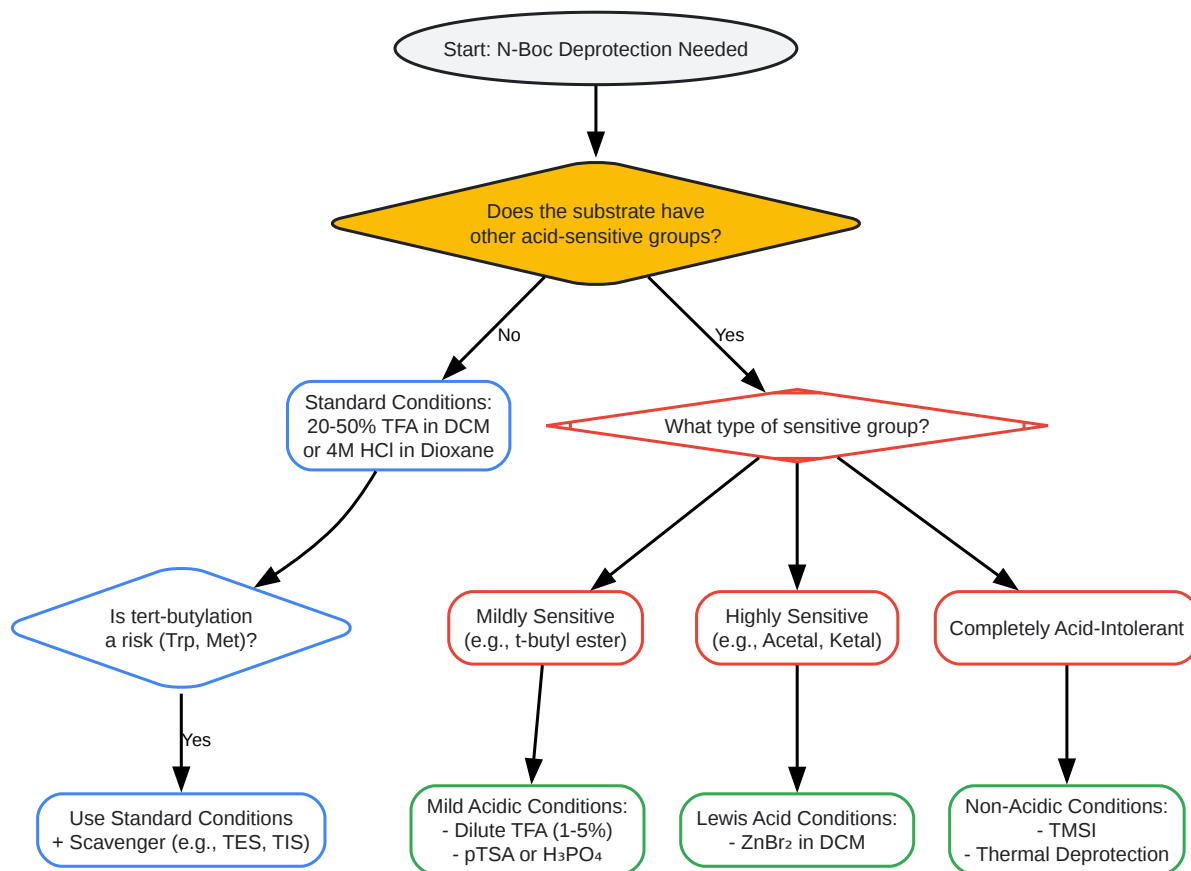 Start: N-Boc Deprotection Needed
Does the substrate have
other acid-sensitive groups?
No
Yes
Standard Conditions:
20-50% TFA in DCM
or 4M HCl in Dioxane
What type of sensitive group?
Is tert-butylation
a risk (Trp, Met)?
Mildly Sensitive
(e.g., t-butyl ester)
Highly Sensitive
(e.g., Acetal, Ketal)
Completely Acid-Intolerant
Yes
Use Standard Conditions
+ Scavenger (e.g., TES, TIS)
Mild Acidic Conditions:
- Dilute TFA (1-5%)
- pTSA or H₃PO₄
Lewis Acid Conditions:
- ZnBr₂ in DCM
Non-Acidic Conditions:
- TMSI
- Thermal Deprotection